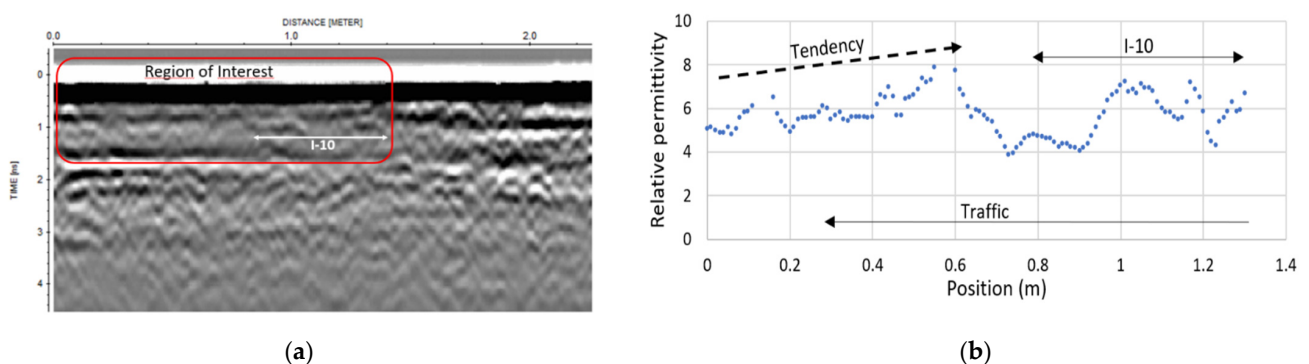 DISTANCE [METER]
0.0 1.0 2.0
Region of Interest
I-10
TIME [ns]
0
1
2
3
4
(a)
10
8
6
4
2
0
Relative permittivity
Tendency
I-10
Traffic
0 0.2 0.4 0.6 0.8 1 1.2 1.4
Position (m)
(b)